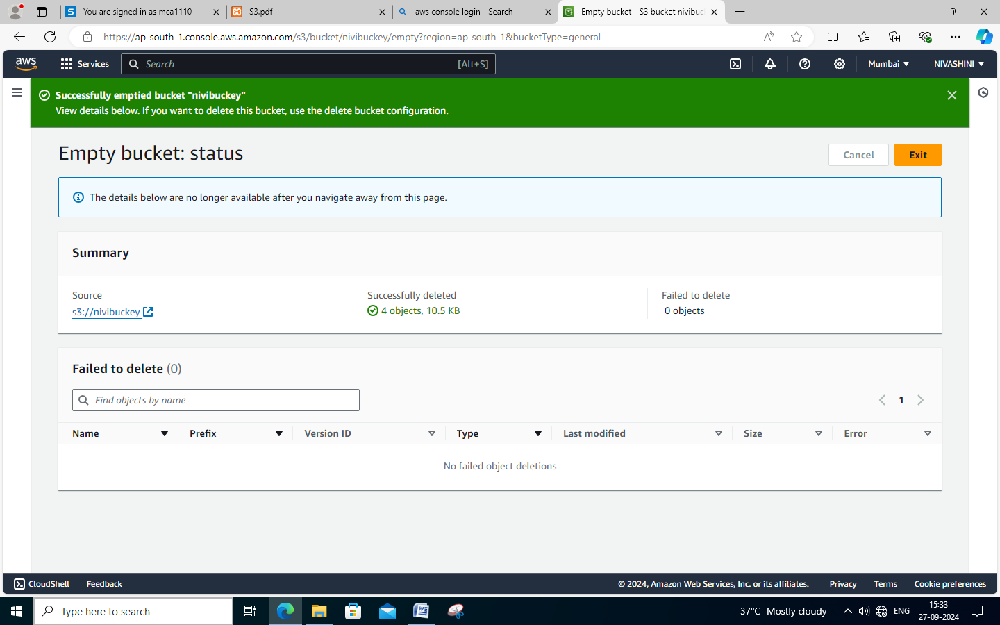 You are signed in as mca1110
S3.pdf
aws console login - Search
Empty bucket - S3 bucket nivibuc
https://ap-south-1.console.aws.amazon.com/s3/bucket/nivibuckey/empty?region=ap-south-1&bucketType=general
aws
Services
Search
[Alt+S]
Mumbai
NIVASHINI
Successfully emptied bucket "nivibuckey"
View details below. If you want to delete this bucket, use the delete bucket configuration.
Empty bucket: status
Cancel
Exit
The details below are no longer available after you navigate away from this page.
Summary
Source
Successfully deleted
Failed to delete
s3://nivibuckey
4 objects, 10.5 KB
0 objects
Failed to delete (0)
Find objects by name
1
Name
Prefix
Version ID
Type
Last modified
Size
Error
No failed object deletions
CloudShell
Feedback
© 2024, Amazon Web Services, Inc. or its affiliates.
Privacy
Terms
Cookie preferences
Type here to search
37°C Mostly cloudy
ENG
15:33
27-09-2024